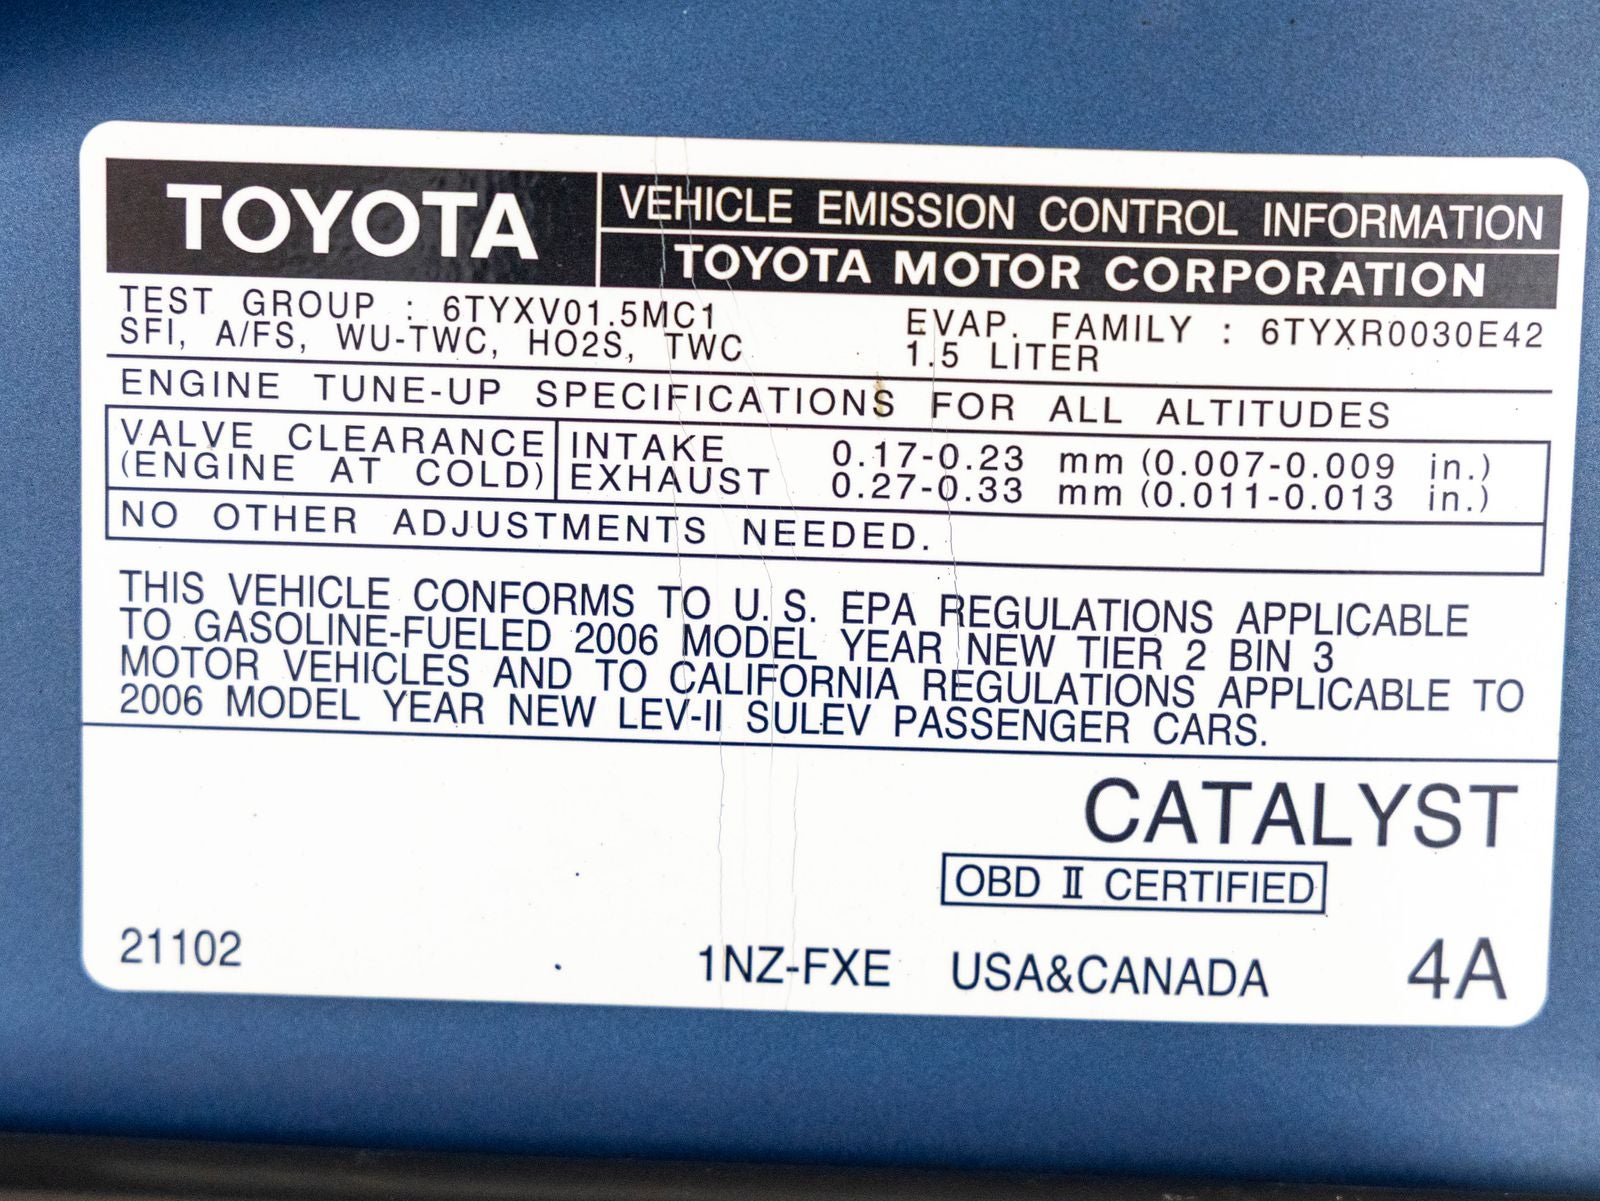 TOYOTA
VEHICLE EMISSION CONTROL INFORMATION
TOYOTA MOTOR CORPORATION
TEST GROUP : 6TYXV01.5MC1 EVAP. FAMILY : 6TYXR0030E42
SFI, A/FS, WU-TWC, HO2S, TWC 1.5 LITER
ENGINE TUNE-UP SPECIFICATIONS FOR ALL ALTITUDES
VALVE CLEARANCE INTAKE 0.17-0.23 mm (0.007-0.009 in.)
(ENGINE AT COLD) EXHAUST 0.27-0.33 mm (0.011-0.013 in.)
NO OTHER ADJUSTMENTS NEEDED.
THIS VEHICLE CONFORMS TO U.S. EPA REGULATIONS APPLICABLE
TO GASOLINE-FUELED 2006 MODEL YEAR NEW TIER 2 BIN 3
MOTOR VEHICLES AND TO CALIFORNIA REGULATIONS APPLICABLE TO
2006 MODEL YEAR NEW LEV-II SULEV PASSENGER CARS.
CATALYST
OBD II CERTIFIED
21102 1NZ-FXE USA&CANADA 4A